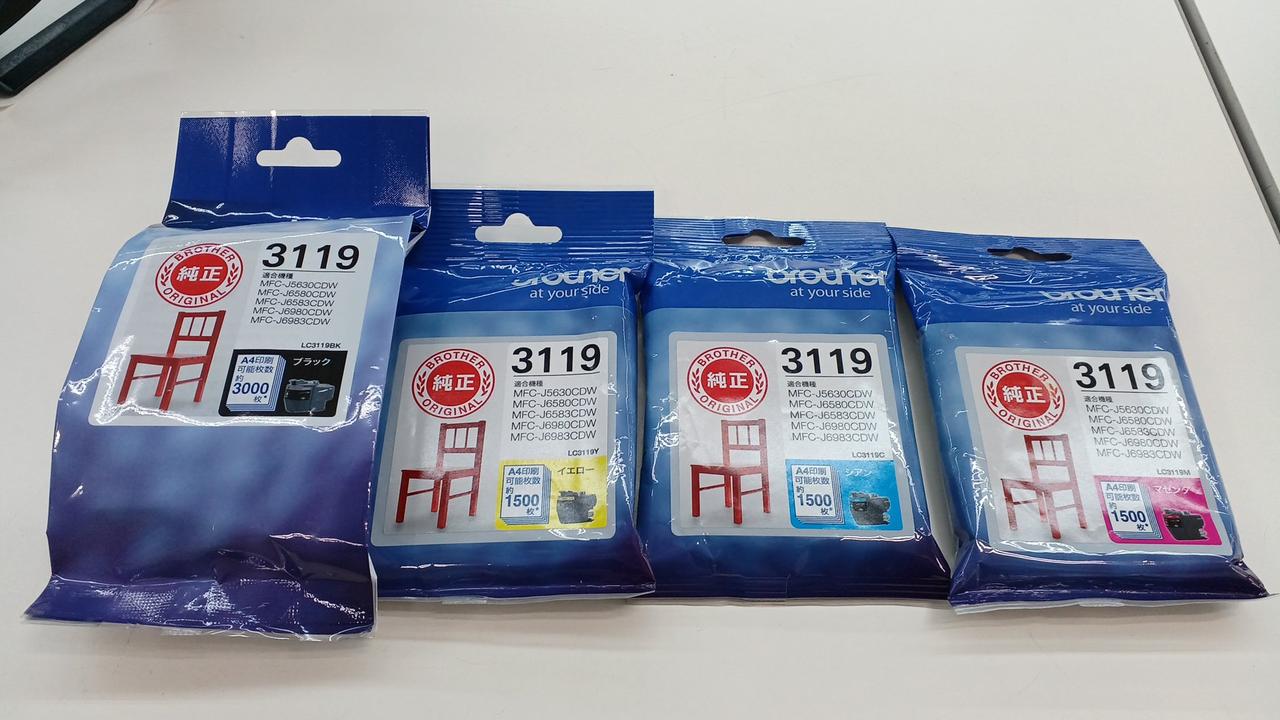 BROTHER
純正
ORIGINAL
3119
適合機種
MFC-J5630CDW
MFC-J6580CDW
MFC-J6583CDW
MFC-J6980CDW
MFC-J6983CDW
LC3119BK
A4印刷
可能枚数
約
3000
枚*
ブラック
brother
at your side
BROTHER
純正
ORIGINAL
3119
適合機種
MFC-J5630CDW
MFC-J6580CDW
MFC-J6583CDW
MFC-J6980CDW
MFC-J6983CDW
LC3119Y
A4印刷
可能枚数
約
1500
枚*
イエロー
brother
at your side
BROTHER
純正
ORIGINAL
3119
適合機種
MFC-J5630CDW
MFC-J6580CDW
MFC-J6583CDW
MFC-J6980CDW
MFC-J6983CDW
LC3119C
A4印刷
可能枚数
約
1500
枚*
シアン
brother
at your side
BROTHER
純正
ORIGINAL
3119
適合機種
MFC-J5630CDW
MFC-J6580CDW
MFC-J6583CDW
MFC-J6980CDW
MFC-J6983CDW
LC3119M
A4印刷
可能枚数
約
1500
枚*
マゼンタ